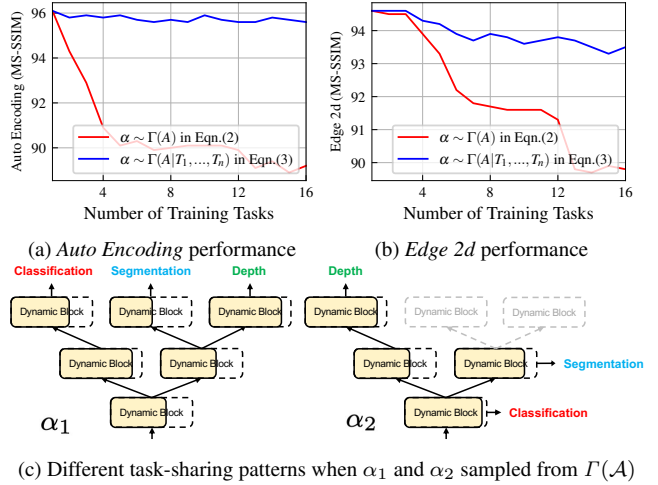 96
94
92
90
Auto Encoding (MS-SSIM)
α ∼ Γ(A) in Eqn.(2)
α ∼ Γ(A|T1, ..., Tn) in Eqn.(3)
4 8 12 16
Number of Training Tasks
(a) Auto Encoding performance
94
93
92
91
90
Edge 2d (MS-SSIM)
α ∼ Γ(A) in Eqn.(2)
α ∼ Γ(A|T1, ..., Tn) in Eqn.(3)
4 8 12 16
Number of Training Tasks
(b) Edge 2d performance
Classification Segmentation Depth
Dynamic Block Dynamic Block Dynamic Block
Dynamic Block Dynamic Block
Dynamic Block
α1
Depth
Dynamic Block Dynamic Block Dynamic Block
Dynamic Block Dynamic Block Segmentation
Dynamic Block Classification
α2
(c) Different task-sharing patterns when α1 and α2 sampled from Γ(A)